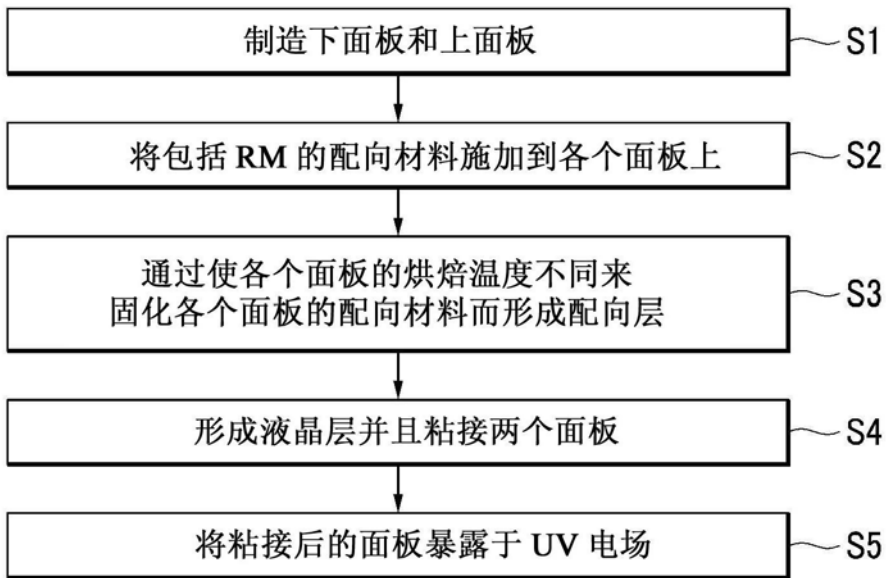 制造下面板和上面板
S1
将包括 RM 的配向材料施加到各个面板上
S2
通过使各个面板的烘焙温度不同来
固化各个面板的配向材料而形成配向层
S3
形成液晶层并且粘接两个面板
S4
将粘接后的面板暴露于 UV 电场
S5